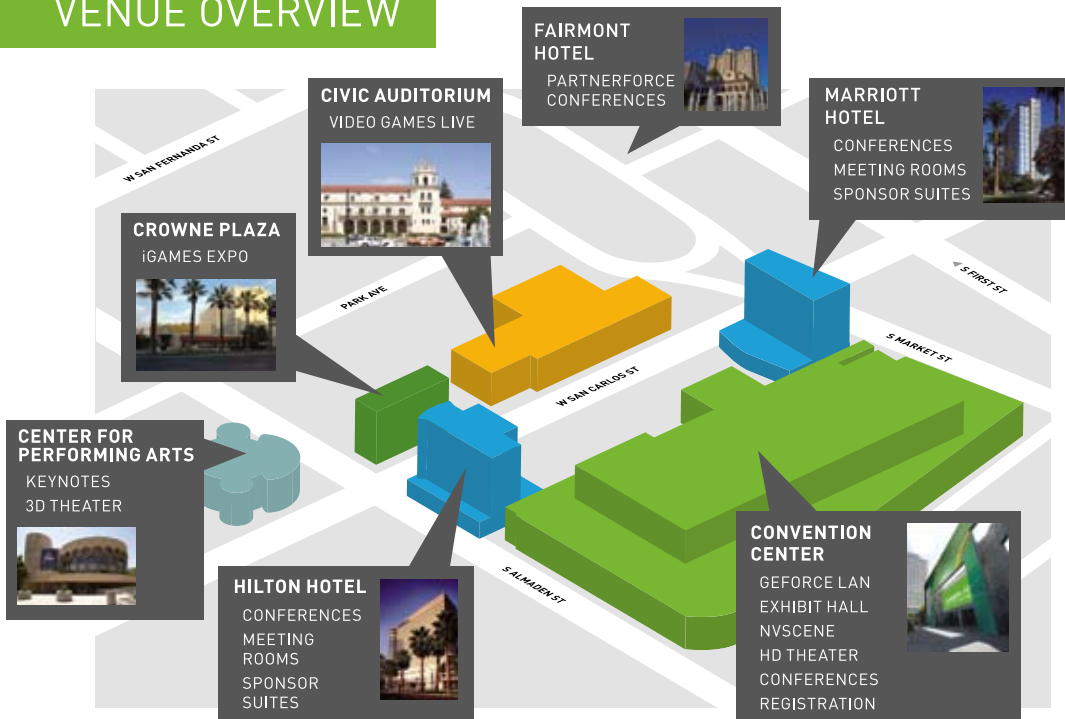 VENUE OVERVIEW
FAIRMONT
HOTEL
PARTNERFORCE
CONFERENCES
CIVIC AUDITORIUM
VIDEO GAMES LIVE
MARRIOTT
HOTEL
CONFERENCES
MEETING ROOMS
SPONSOR SUITES
W SAN FERNANDA ST
CROWNE PLAZA
iGAMES EXPO
S FIRST ST
PARK AVE
S MARKET ST
W SAN CARLOS ST
CENTER FOR
PERFORMING ARTS
KEYNOTES
3D THEATER
S ALMADEN ST
HILTON HOTEL
CONFERENCES
MEETING
ROOMS
SPONSOR
SUITES
CONVENTION
CENTER
GEFORCE LAN
EXHIBIT HALL
NVSCENE
HD THEATER
CONFERENCES
REGISTRATION